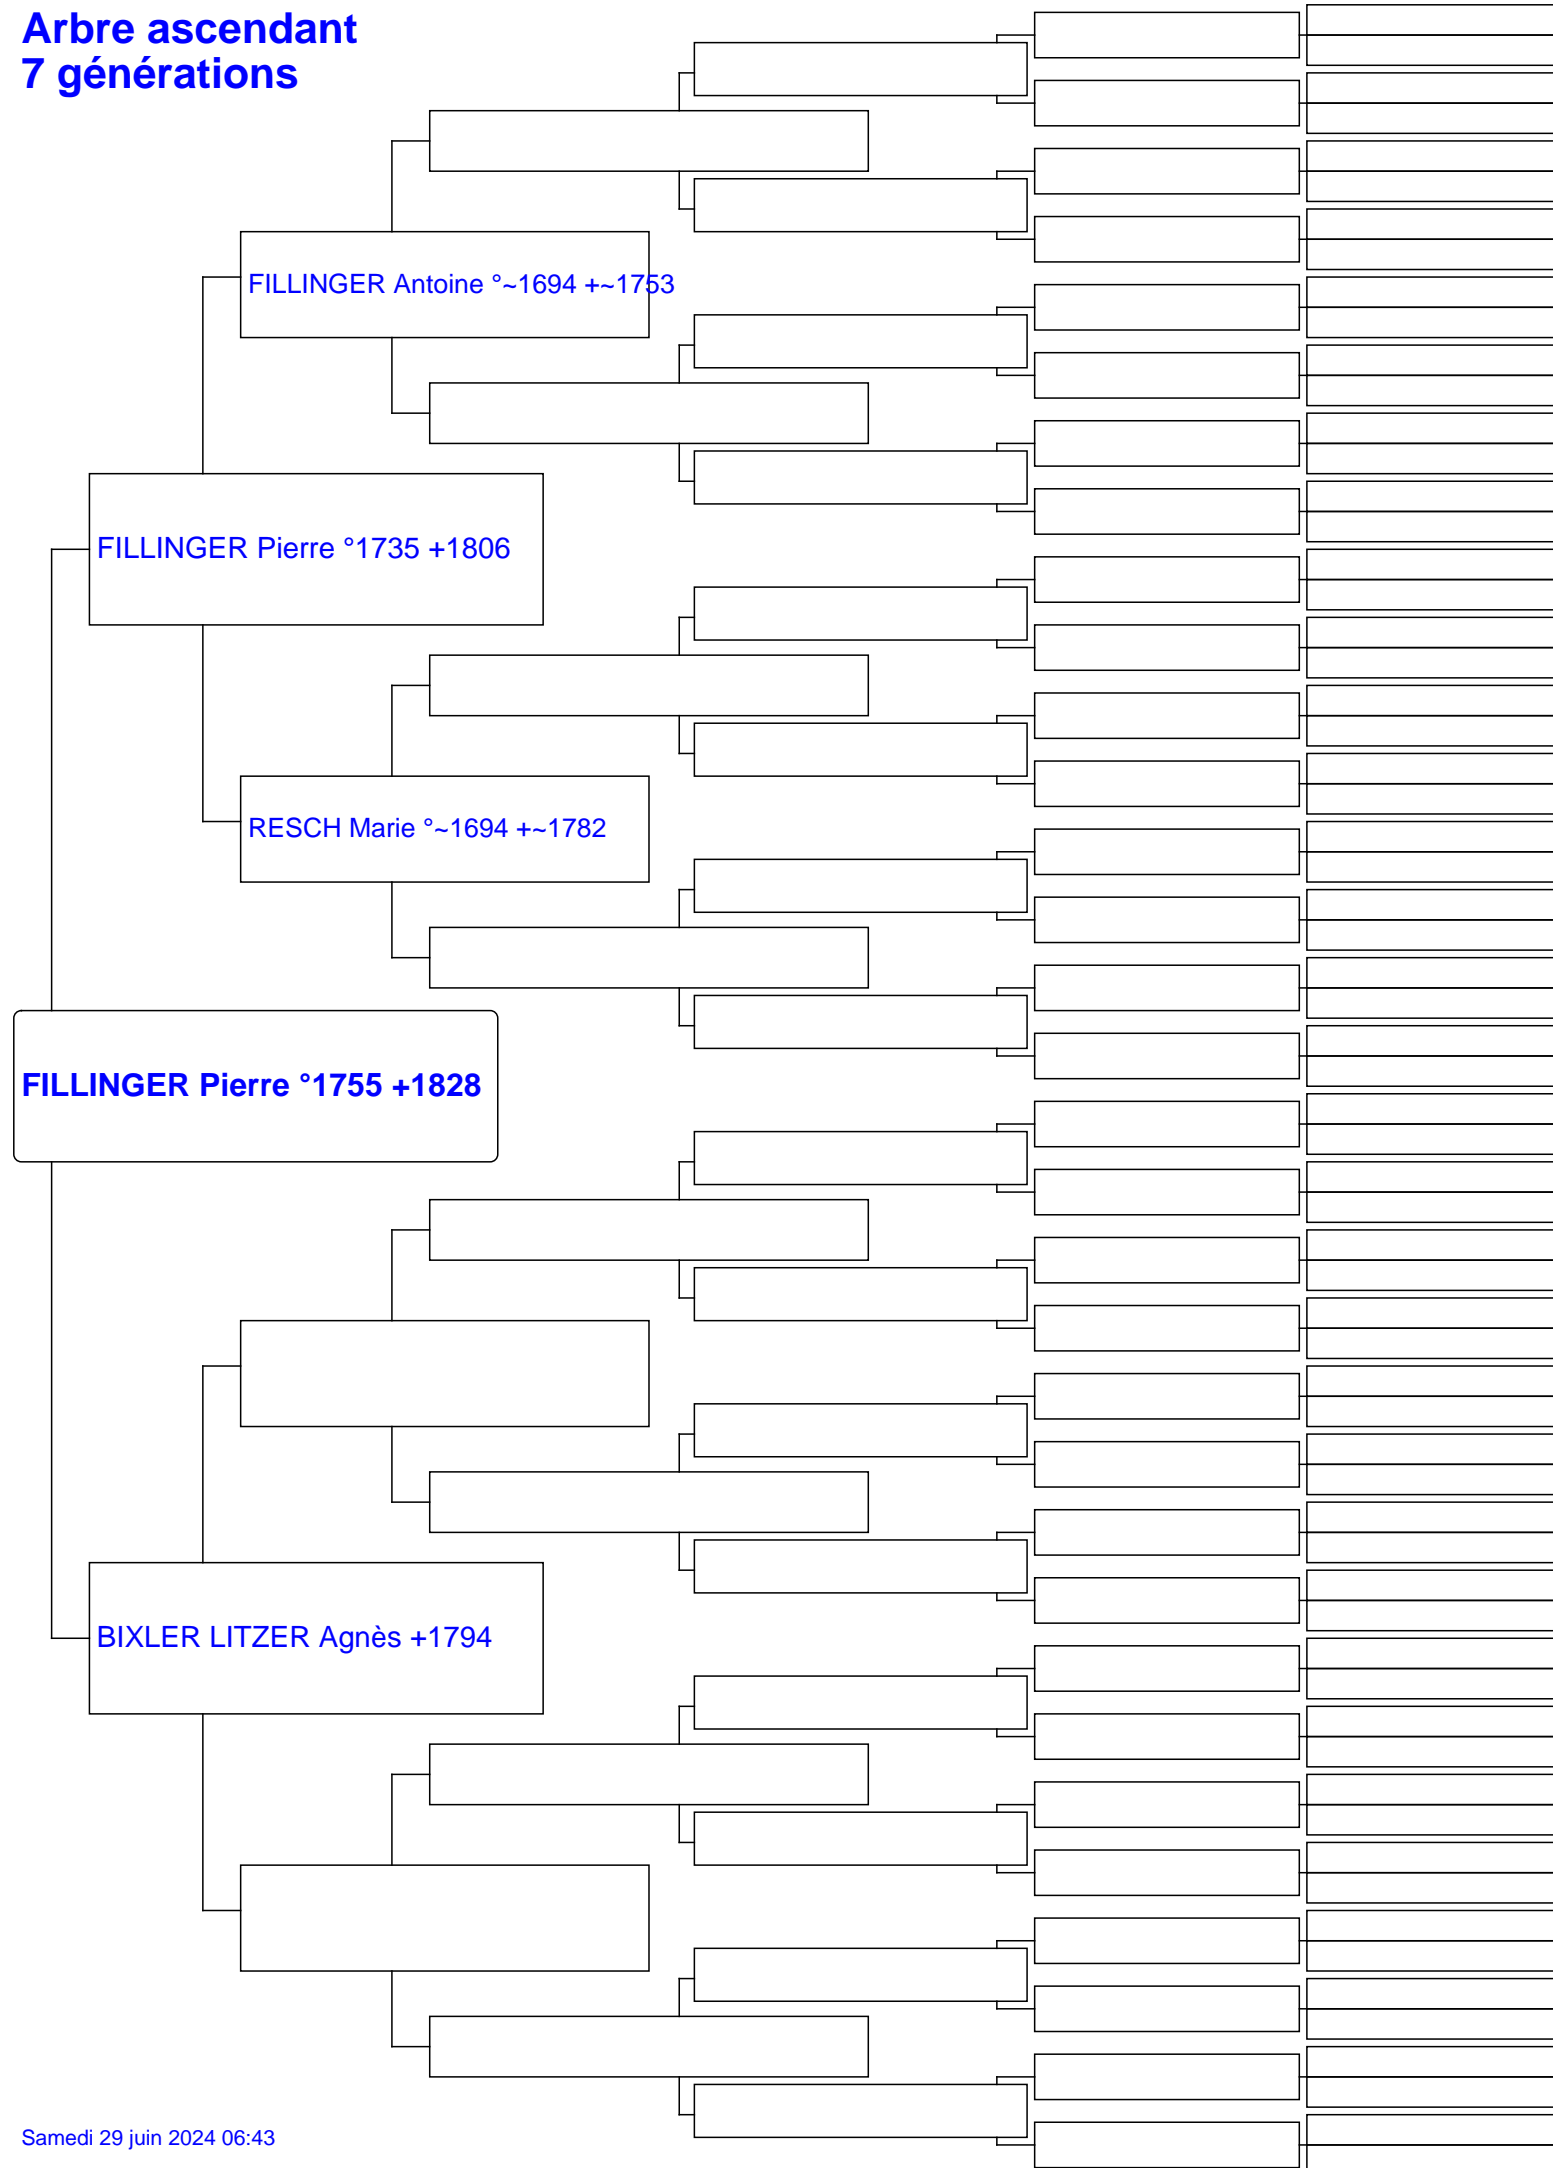 Arbre ascendant
7 générations
FILLINGER Antoine °~1694 +~1753
FILLINGER Pierre °1735 +1806
RESCH Marie °~1694 +~1782
FILLINGER Pierre °1755 +1828
BIXLER LITZER Agnès +1794
Samedi 29 juin 2024 06:43